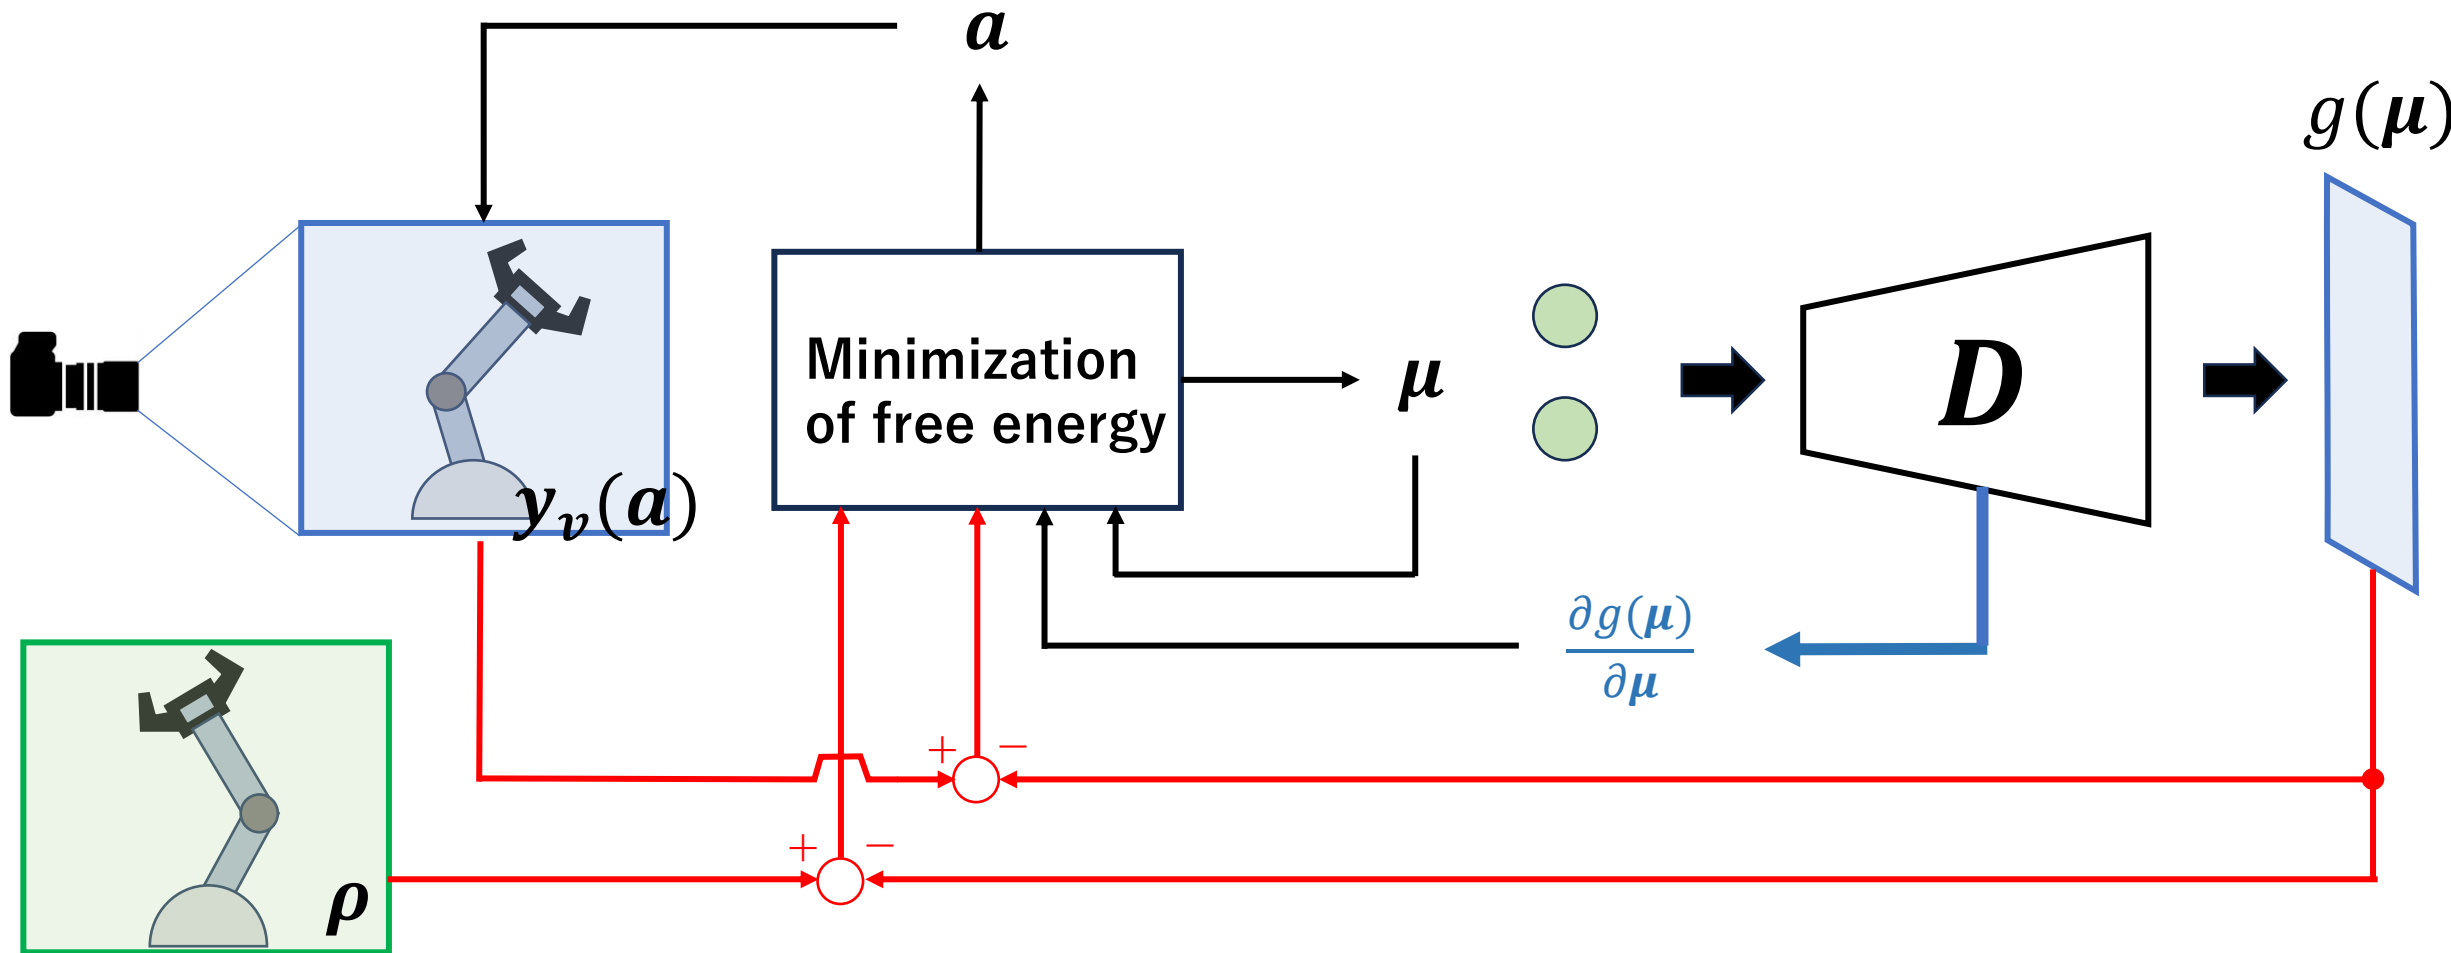 a
g(μ)
Minimization
of free energy
μ
D
y_v(a)
∂g(μ)
∂μ
+ −
+ −
ρ